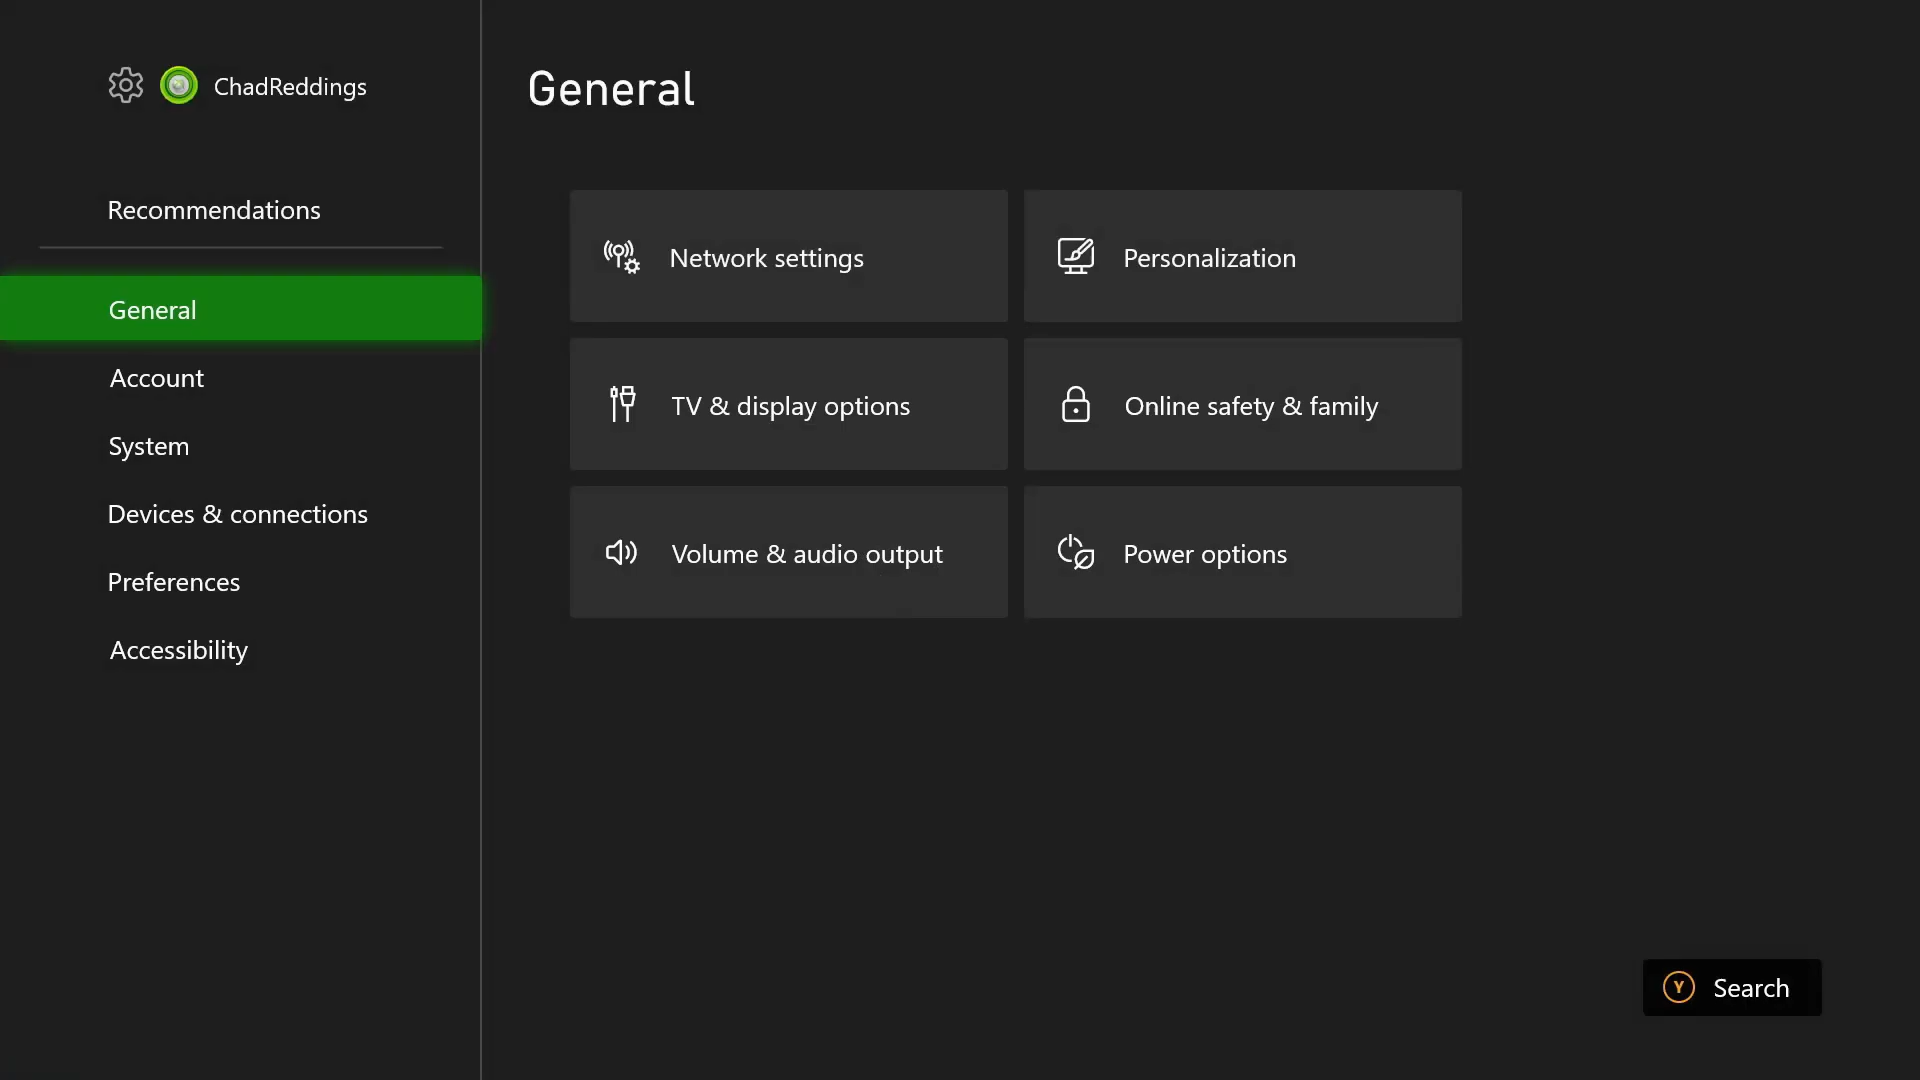 ChadReddings
Recommendations
General
Account
System
Devices & connections
Preferences
Accessibility
General
Network settings
Personalization
TV & display options
Online safety & family
Volume & audio output
Power options
Y Search